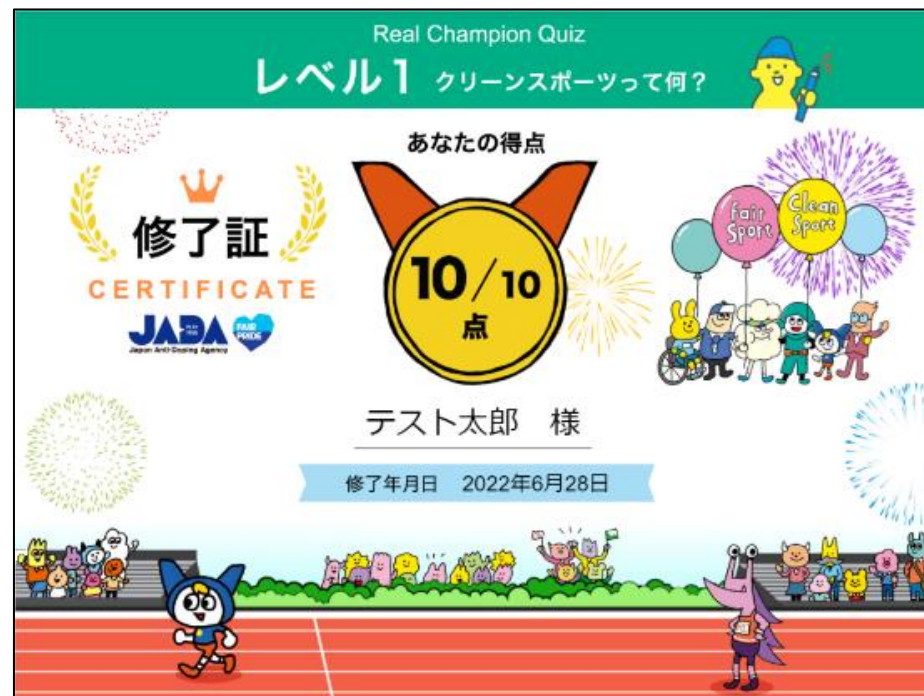 Real Champion Quiz
レベル1 クリーンスポーツって何？
あなたの得点
修了証
CERTIFICATE
10/10
点
JADA
PLAY TRUE
Japan Anti-Doping Agency
FAIR PRIDE
Fair Sport
Clean Sport
テスト太郎 様
修了年月日 2022年6月28日